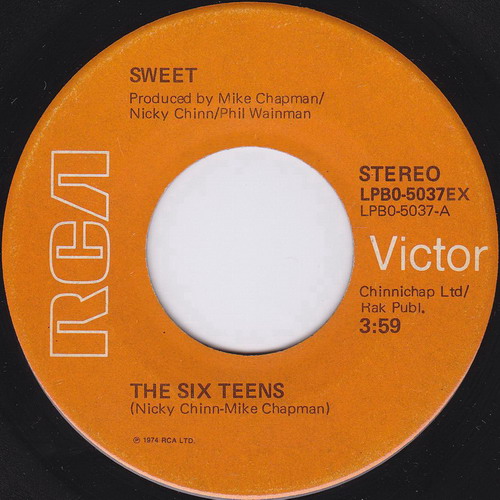 SWEET
Produced by Mike Chapman/
Nicky Chinn/Phil Wainman
RCA
STEREO
LPBO-5037EX
LPBO-5037-A
Victor
Chinnichap Ltd/
Rak Publ.
3:59
THE SIX TEENS
(Nicky Chinn-Mike Chapman)
℗ 1974 RCA LTD.